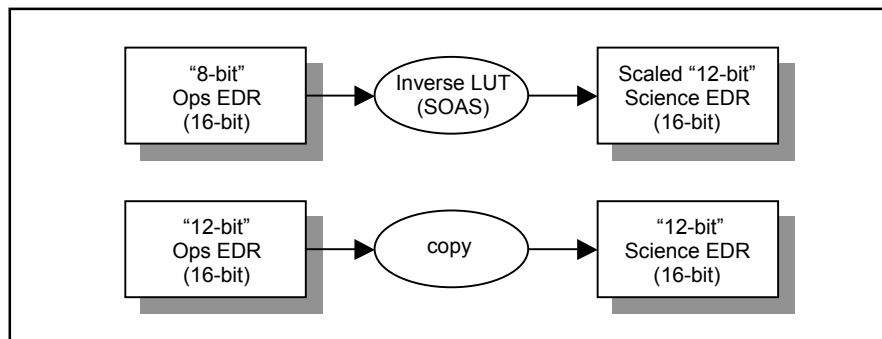 “8-bit”
Ops EDR
(16-bit)
Inverse LUT
(SOAS)
Scaled “12-bit”
Science EDR
(16-bit)
“12-bit”
Ops EDR
(16-bit)
copy
“12-bit”
Science EDR
(16-bit)